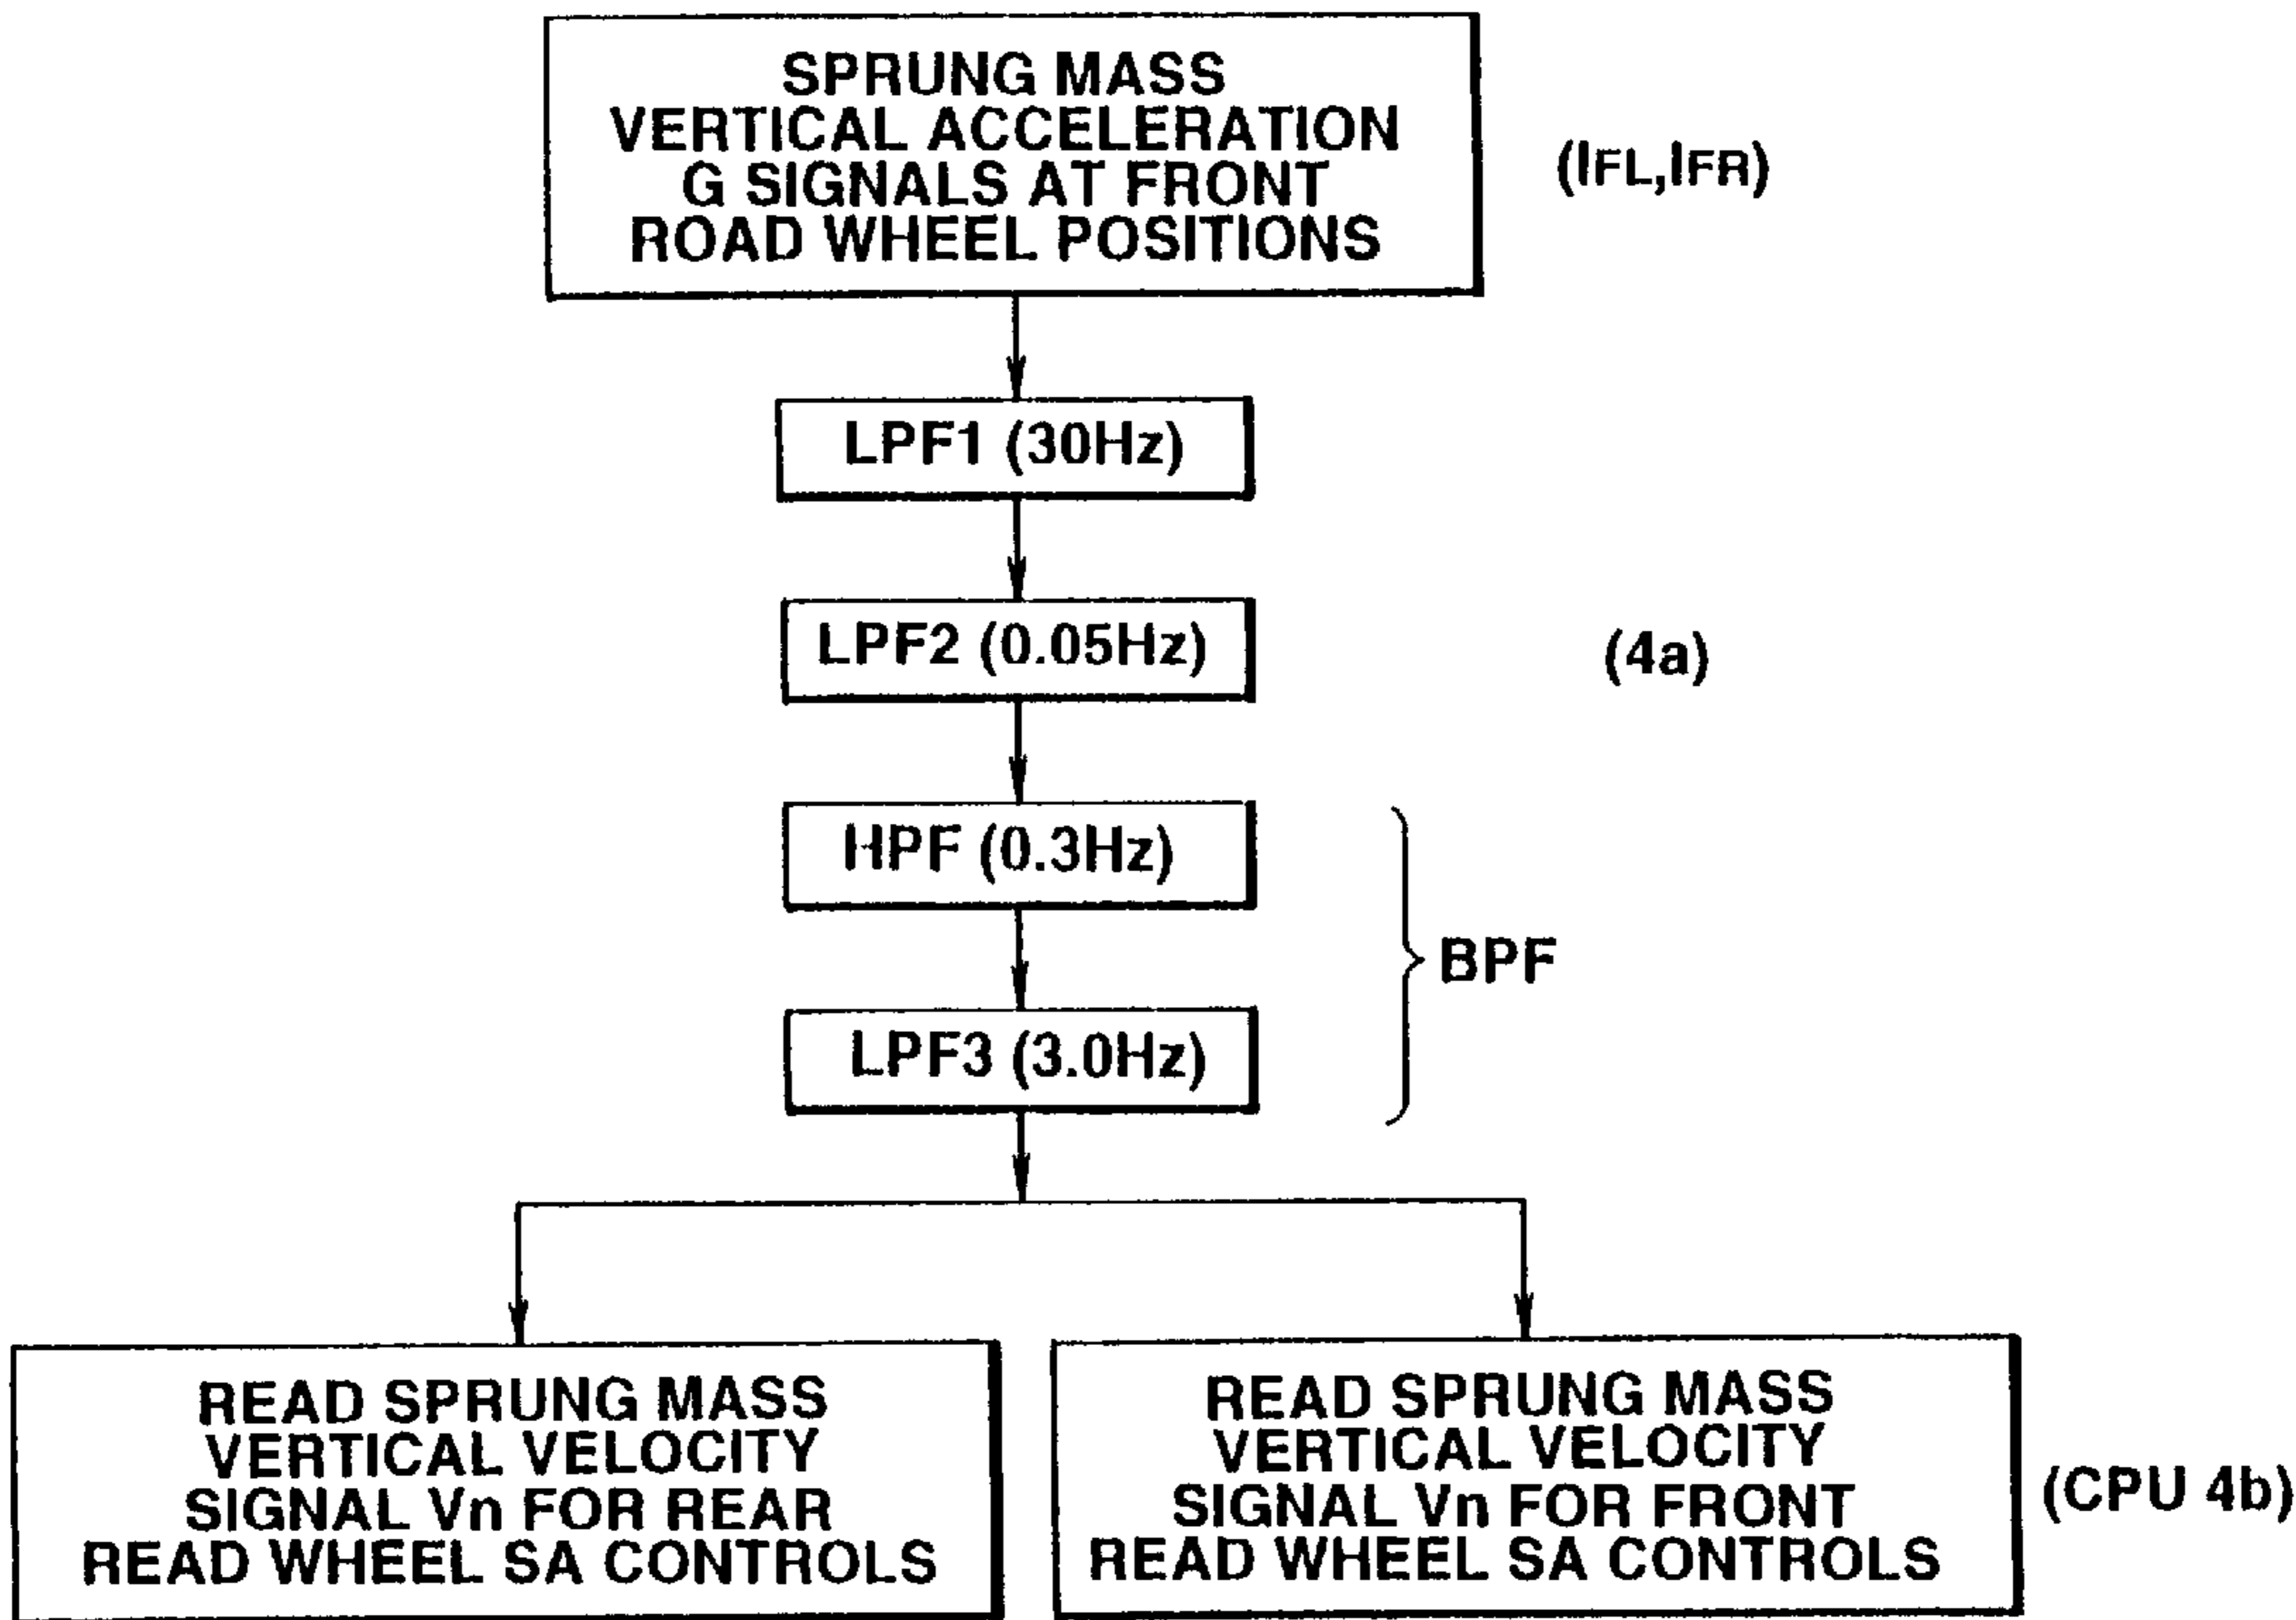 SPRUNG MASS
VERTICAL ACCELERATION
G SIGNALS AT FRONT
ROAD WHEEL POSITIONS
(IFL,IFR)
LPF1 (30Hz)
LPF2 (0.05Hz)
(4a)
HPF (0.3Hz)
BPF
LPF3 (3.0Hz)
READ SPRUNG MASS
VERTICAL VELOCITY
SIGNAL Vn FOR REAR
READ WHEEL SA CONTROLS
READ SPRUNG MASS
VERTICAL VELOCITY
SIGNAL Vn FOR FRONT
READ WHEEL SA CONTROLS
(CPU 4b)